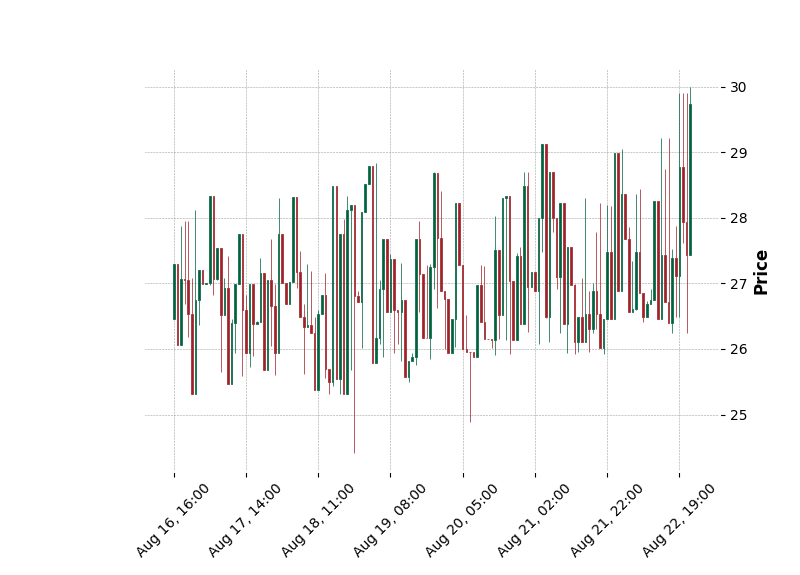 30
29
28
27
26
25
Price
Aug 16, 16:00
Aug 17, 14:00
Aug 18, 11:00
Aug 19, 08:00
Aug 20, 05:00
Aug 21, 02:00
Aug 21, 22:00
Aug 22, 19:00